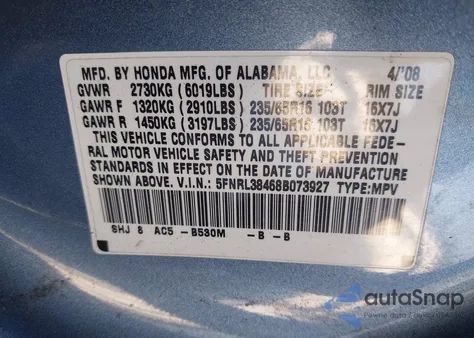 MFD. BY HONDA MFG. OF ALABAMA, LLC 4/'08
GVWR 2730KG (6019LBS) TIRE SIZE RIM SIZE
GAWR F 1320KG (2910LBS) 235/65R16 103T 16X7J
GAWR R 1450KG (3197LBS) 235/65R16 103T 16X7J
THIS VEHICLE CONFORMS TO ALL APPLICABLE FEDE-
RAL MOTOR VEHICLE SAFETY AND THEFT PREVENTION
STANDARDS IN EFFECT ON THE DATE OF MANUFACTURE
SHOWN ABOVE. V.I.N.: 5FNRL38468B073927 TYPE:MPV
SHJ 8 AC5 -B530M -B -B
autoSnap